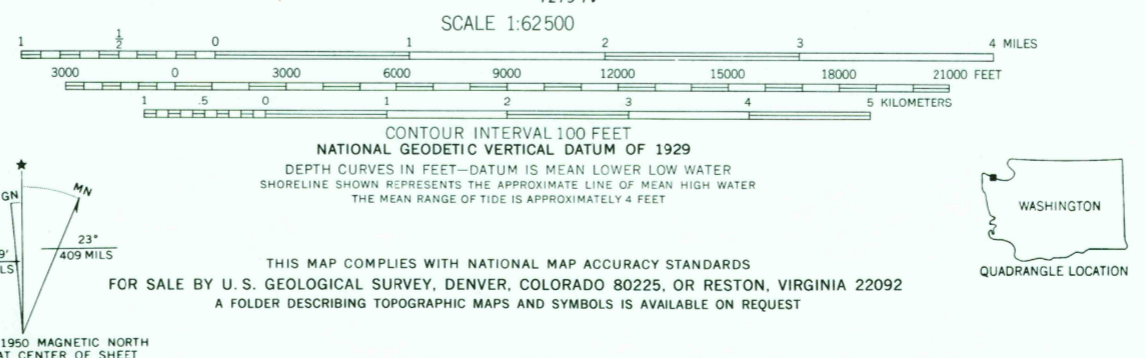 SCALE 1:62500
1 ½ 0 1 2 3 4 MILES
3000 0 3000 6000 9000 12000 15000 18000 21000 FEET
1 .5 0 1 2 3 4 5 KILOMETERS
CONTOUR INTERVAL 100 FEET
NATIONAL GEODETIC VERTICAL DATUM OF 1929
DEPTH CURVES IN FEET—DATUM IS MEAN LOWER LOW WATER
SHORELINE SHOWN REPRESENTS THE APPROXIMATE LINE OF MEAN HIGH WATER
THE MEAN RANGE OF TIDE IS APPROXIMATELY 4 FEET
THIS MAP COMPLIES WITH NATIONAL MAP ACCURACY STANDARDS
FOR SALE BY U.S. GEOLOGICAL SURVEY, DENVER, COLORADO 80225, OR RESTON, VIRGINIA 22092
A FOLDER DESCRIBING TOPOGRAPHIC MAPS AND SYMBOLS IS AVAILABLE ON REQUEST
GN
MN
23°
409 MILS
1950 MAGNETIC NORTH
AT CENTER OF SHEET
WASHINGTON
QUADRANGLE LOCATION